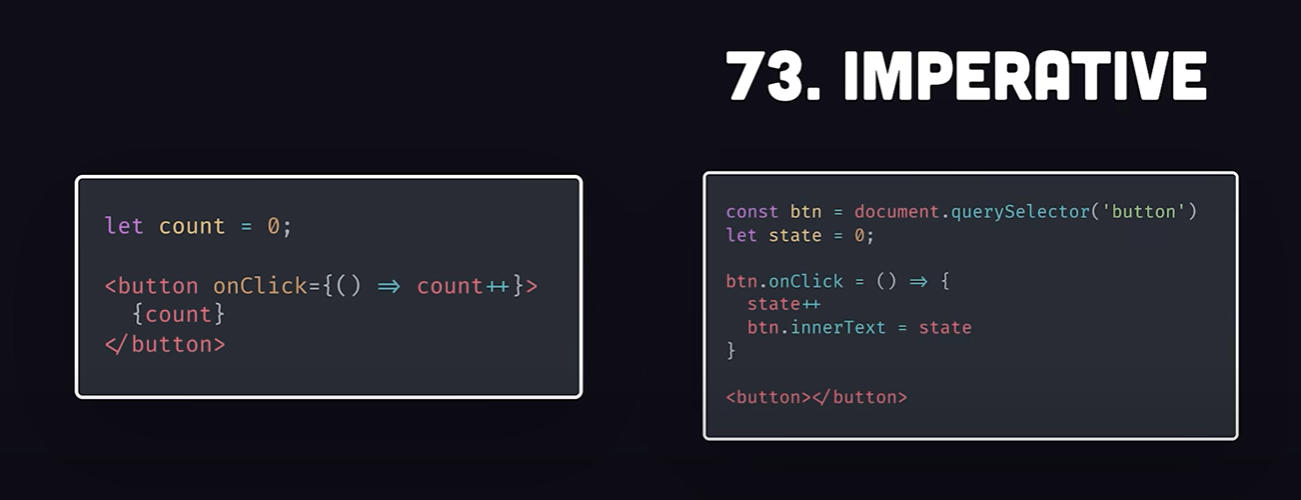 73. IMPERATIVE
let count = 0;
<button onClick={() => count++}>
{count}
</button>
const btn = document.querySelector('button')
let state = 0;
btn.onClick = () => {
state++
btn.innerText = state
}
<button></button>